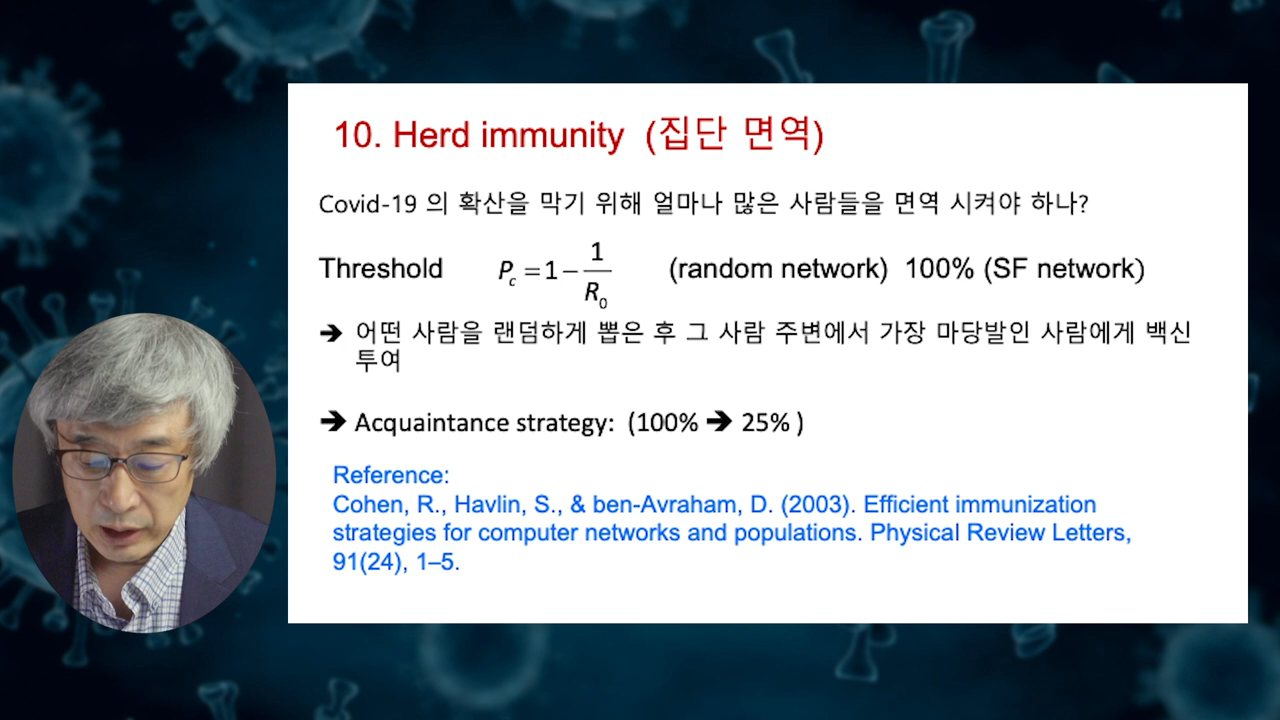 10. Herd immunity (집단 면역)
Covid-19 의 확산을 막기 위해 얼마나 많은 사람들을 면역 시켜야 하나?
Threshold P_c = 1 − 1/R_0 (random network) 100% (SF network)
➔ 어떤 사람을 랜덤하게 뽑은 후 그 사람 주변에서 가장 마당발인 사람에게 백신
투여
➔ Acquaintance strategy: (100% ➔ 25% )
Reference:
Cohen, R., Havlin, S., & ben-Avraham, D. (2003). Efficient immunization
strategies for computer networks and populations. Physical Review Letters,
91(24), 1–5.